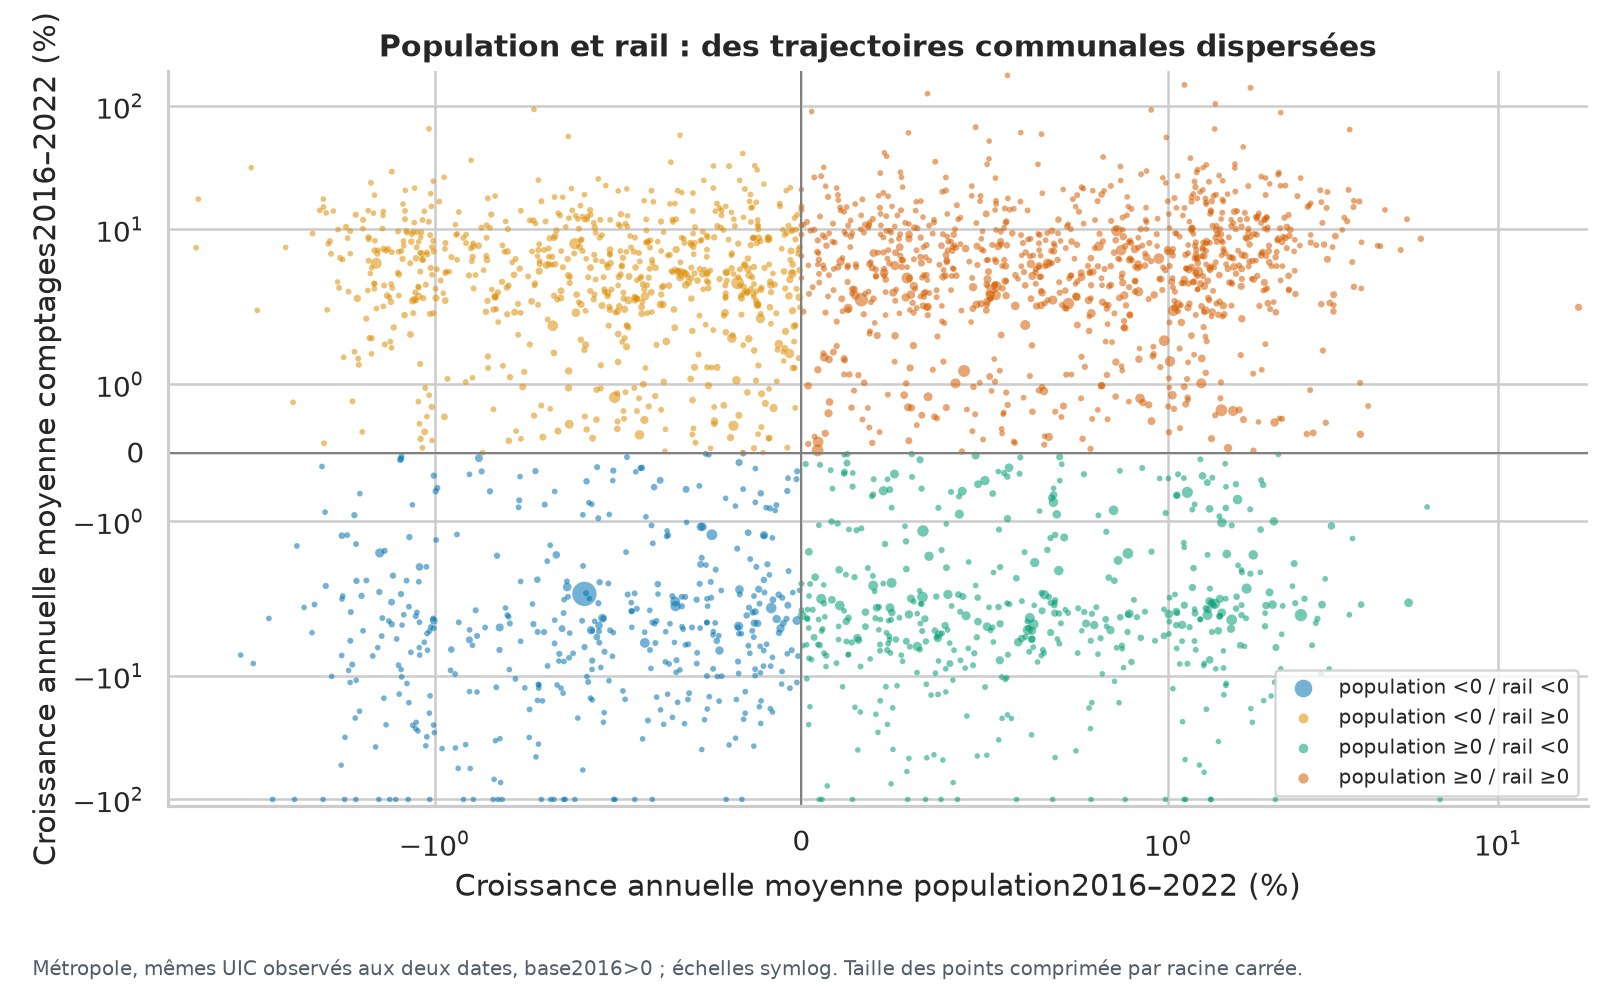 Population et rail : des trajectoires communales dispersées
Croissance annuelle moyenne comptages2016–2022 (%)
10²
10¹
10⁰
0
−10⁰
−10¹
−10²
population <0 / rail <0
population <0 / rail ≥0
population ≥0 / rail <0
population ≥0 / rail ≥0
−10⁰
0
10⁰
10¹
Croissance annuelle moyenne population2016–2022 (%)
Métropole, mêmes UIC observés aux deux dates, base2016>0 ; échelles symlog. Taille des points comprimée par racine carrée.